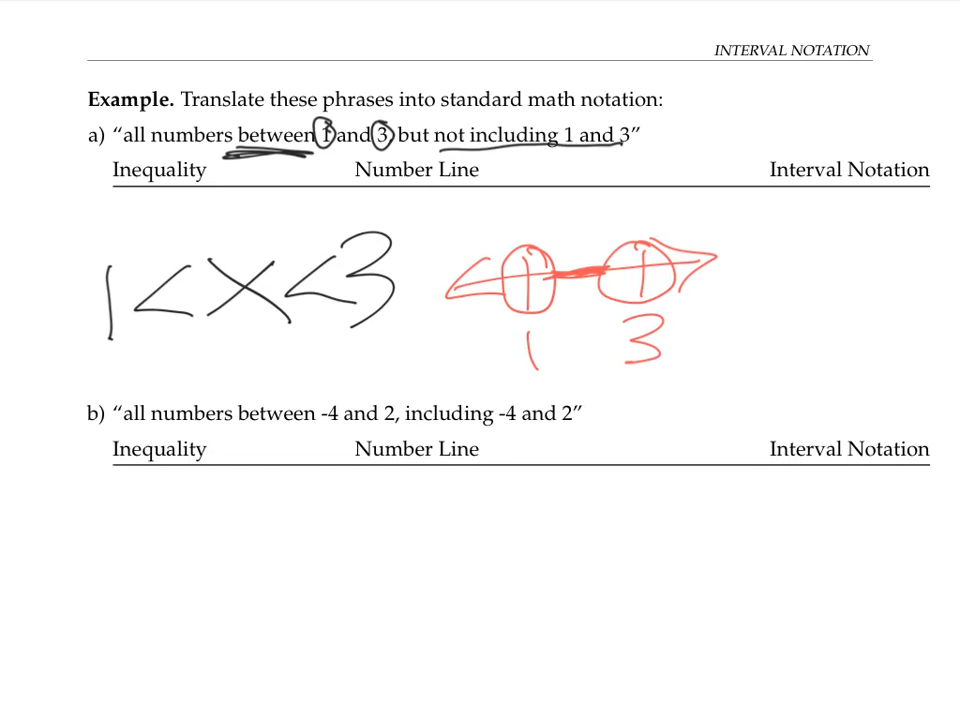 INTERVAL NOTATION
Example. Translate these phrases into standard math notation:
a) “all numbers between 1 and 3, but not including 1 and 3”
Inequality Number Line Interval Notation
1<x<3
1 3
b) “all numbers between -4 and 2, including -4 and 2”
Inequality Number Line Interval Notation